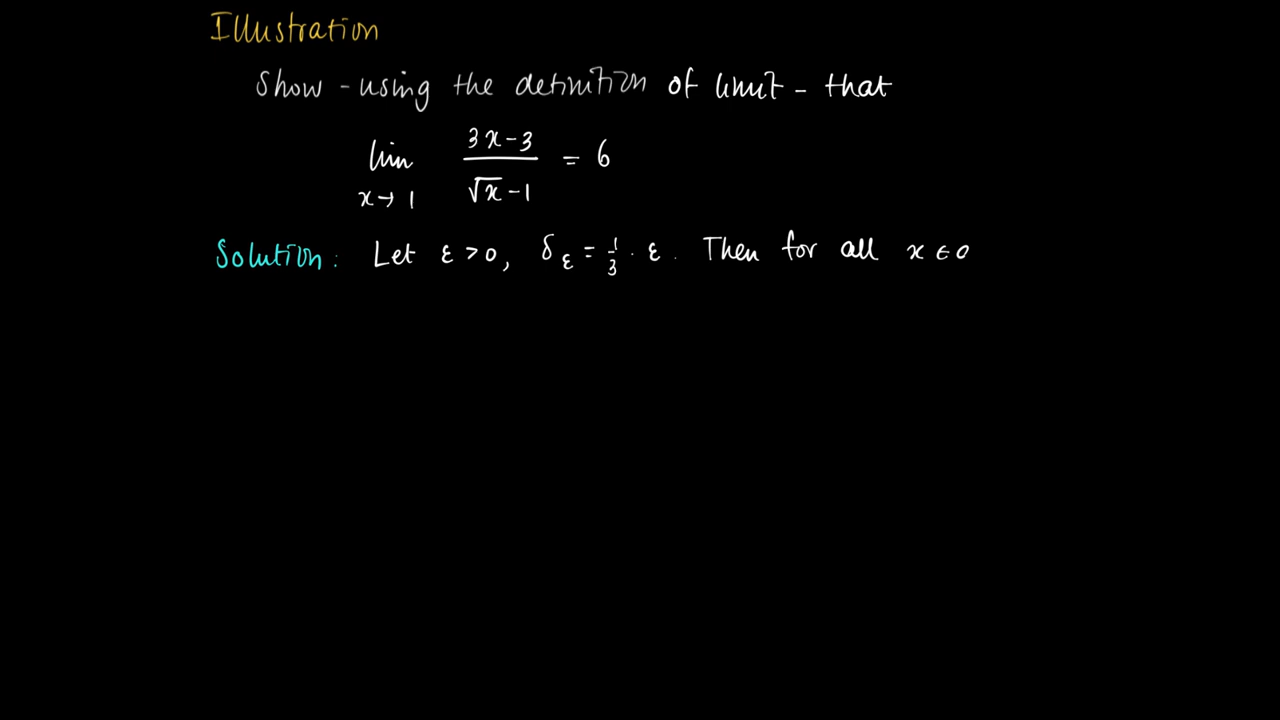 Illustration
Show - using the definition of limit - that
lim 3x-3 = 6
x→1 √x-1
Solution: Let ε > 0, δ_ε = 1/3 · ε. Then for all x ∈ 0